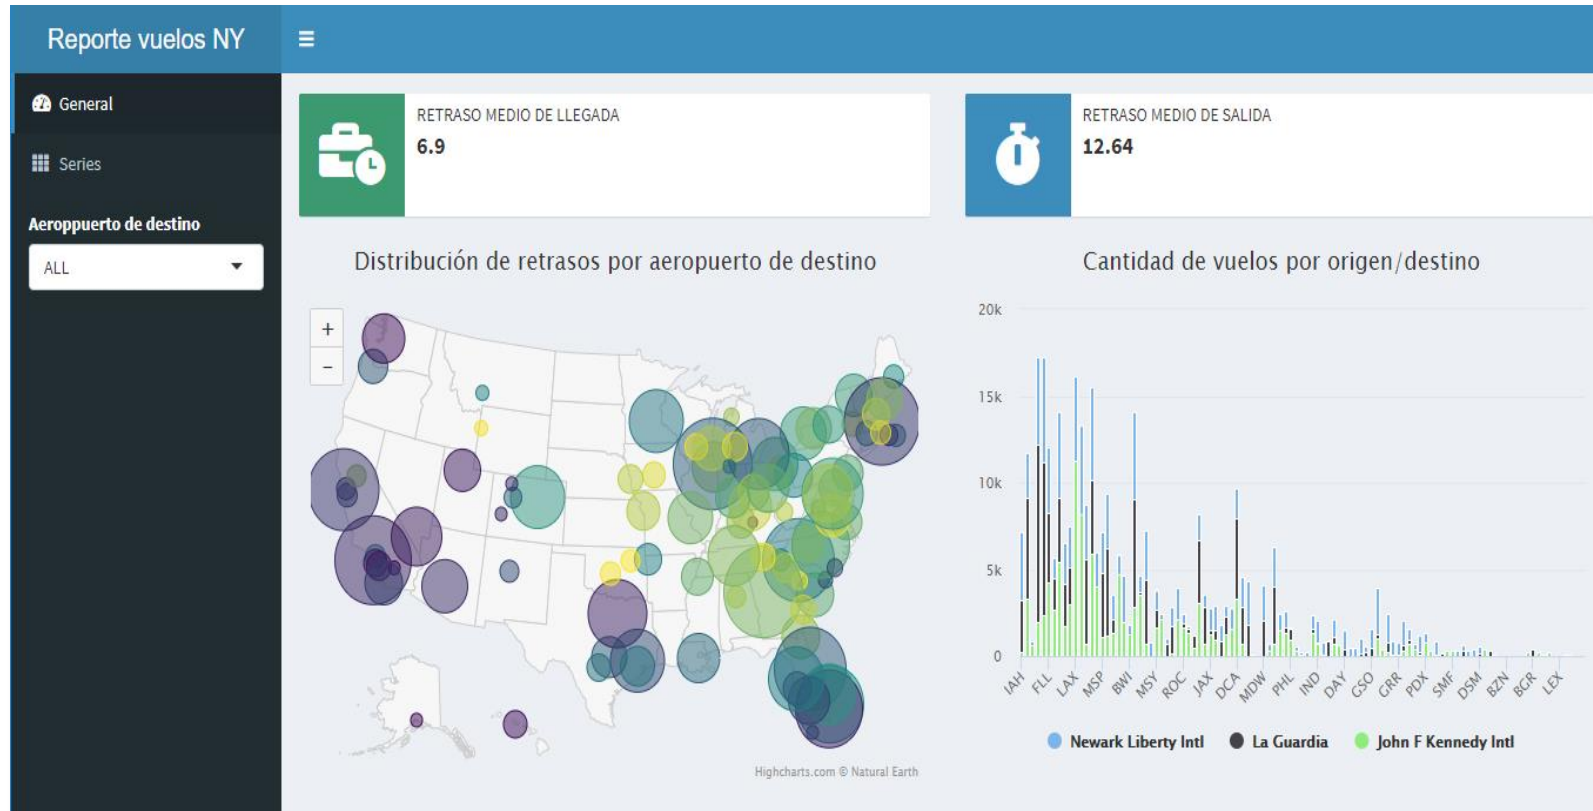 Reporte vuelos NY
General
Series
Aeroppuerto de destino
ALL
RETRASO MEDIO DE LLEGADA
6.9
RETRASO MEDIO DE SALIDA
12.64
Distribución de retrasos por aeropuerto de destino
+
−
Highcharts.com © Natural Earth
Cantidad de vuelos por origen/destino
20k
15k
10k
5k
0
IAH FLL LAX MSP BWI MSY ROC JAX DCA MDW PHL IND DAY GSO GRR PDX SMF DSM BZN BGR LEX
Newark Liberty Intl La Guardia John F Kennedy Intl